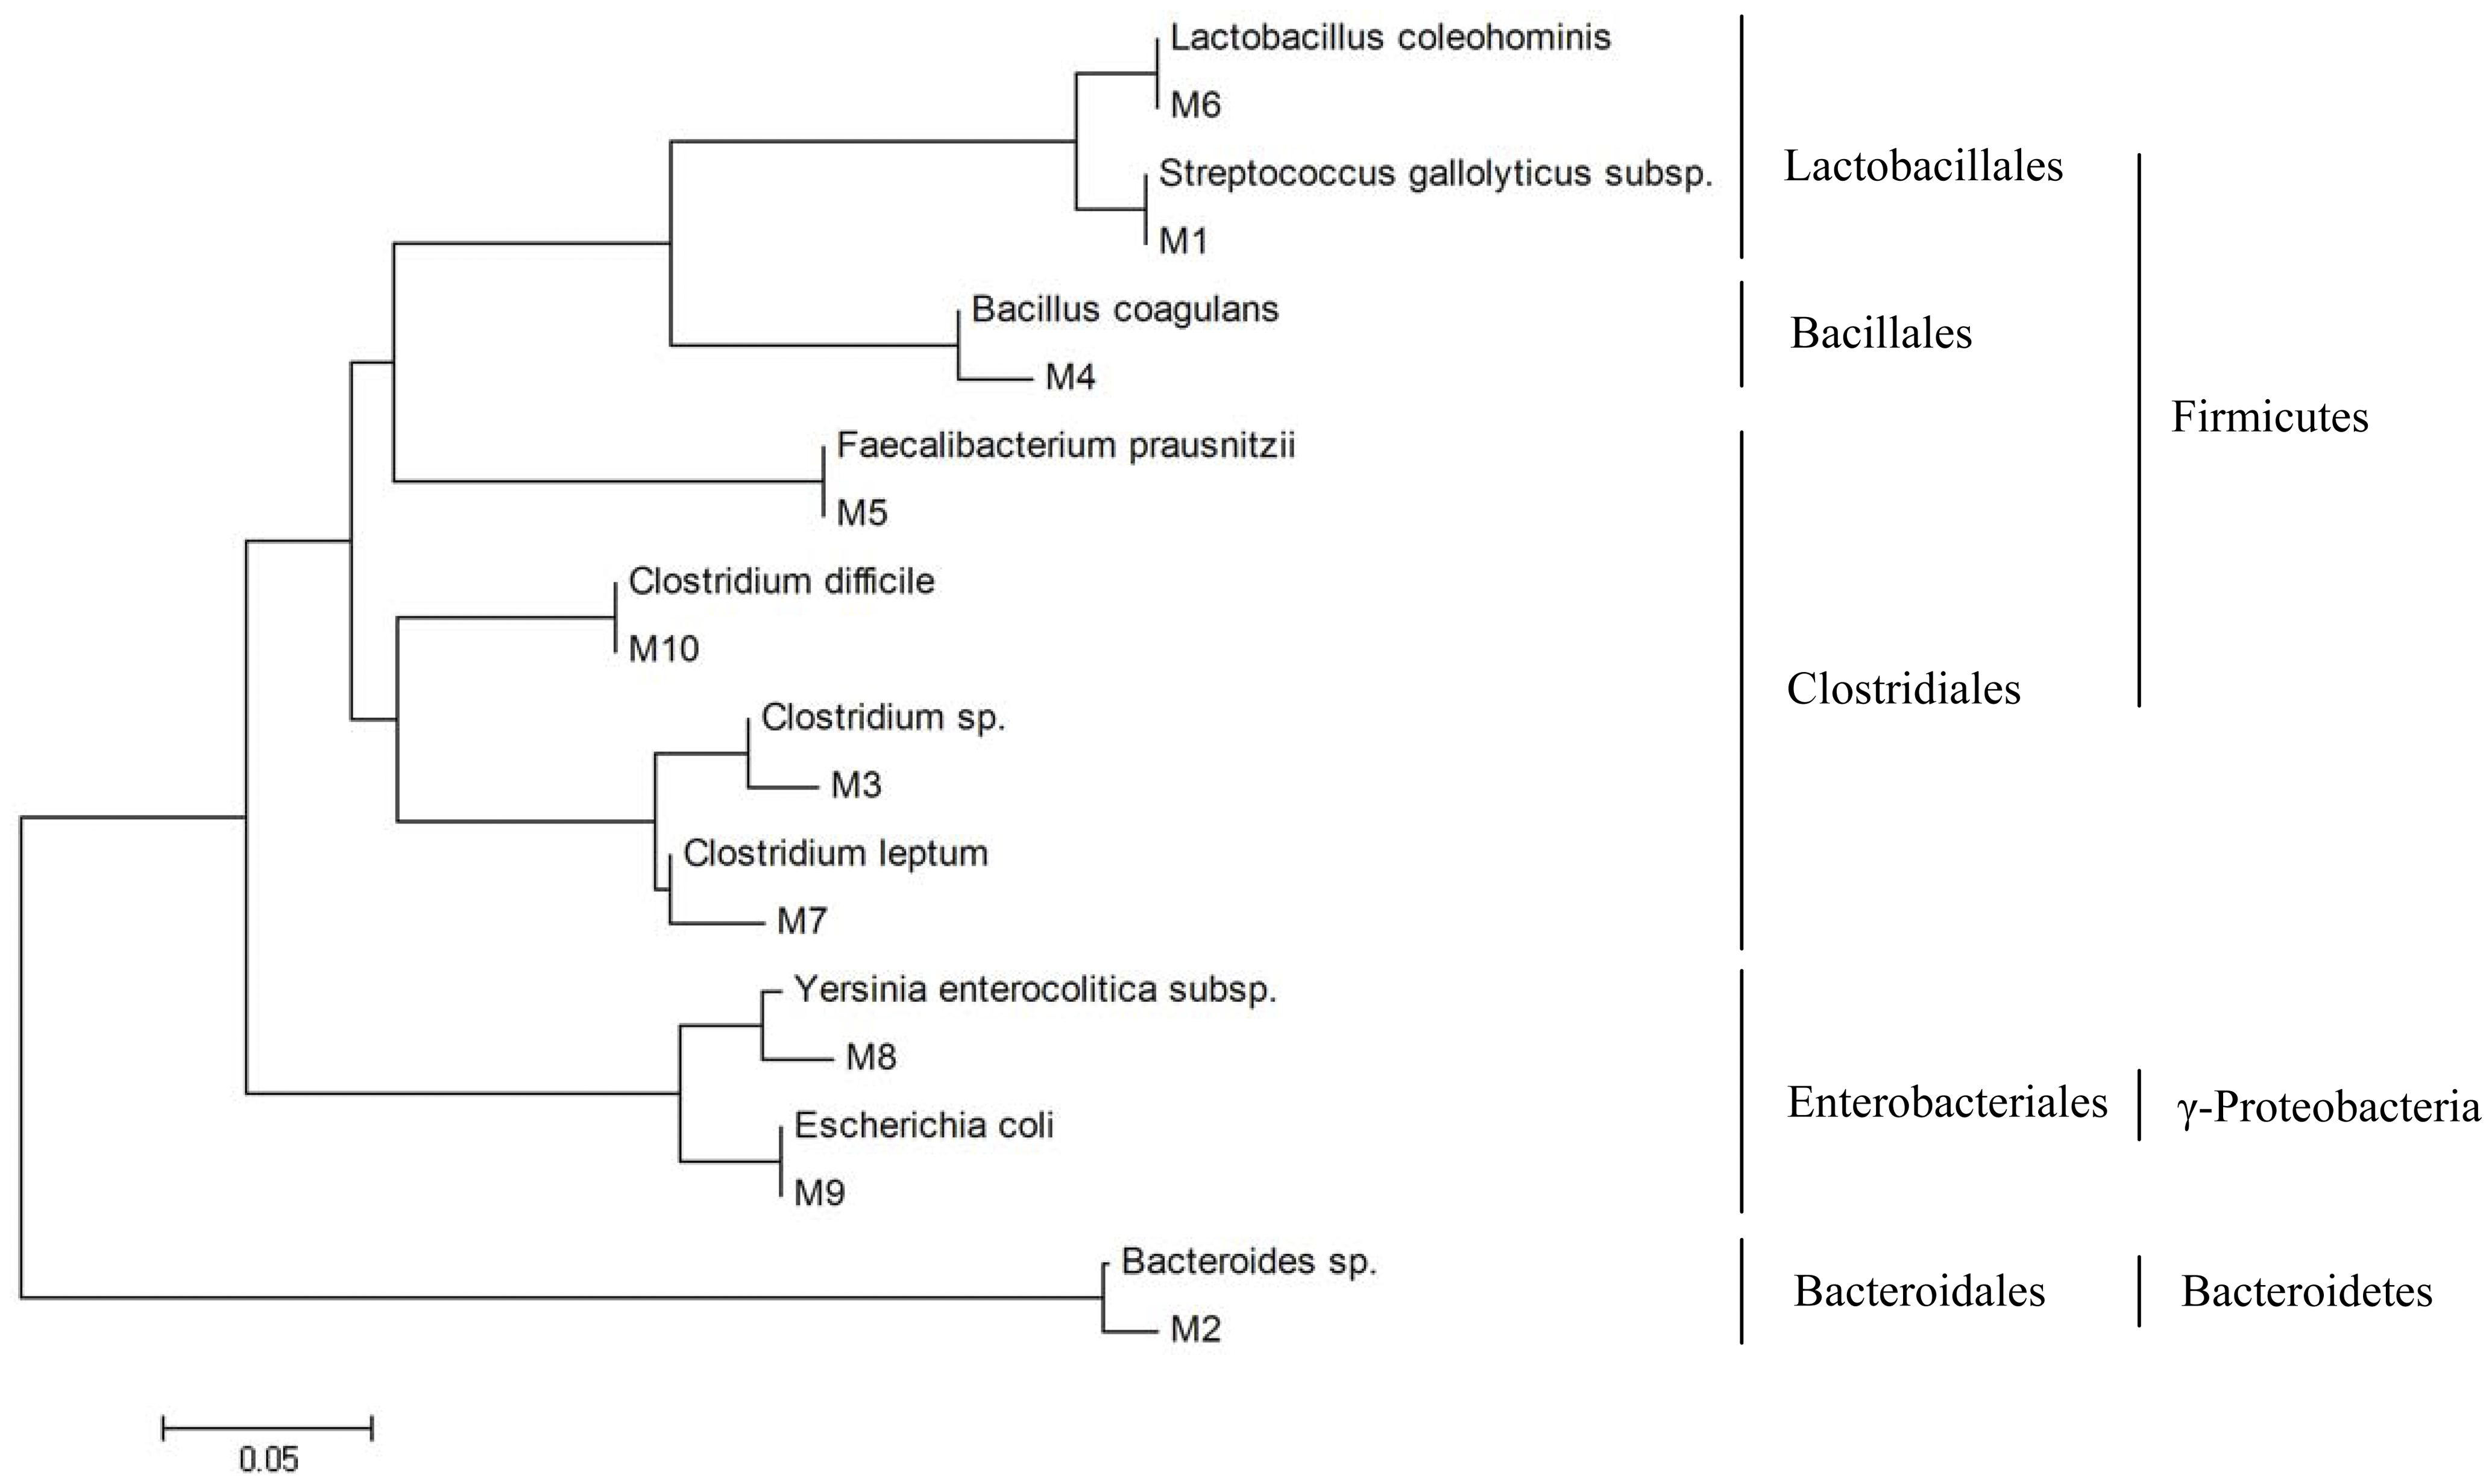 Lactobacillus coleohominis
M6
Streptococcus gallolyticus subsp.
M1
Bacillus coagulans
M4
Faecalibacterium prausnitzii
M5
Clostridium difficile
M10
Clostridium sp.
M3
Clostridium leptum
M7
Yersinia enterocolitica subsp.
M8
Escherichia coli
M9
Bacteroides sp.
M2
0.05
Lactobacillales
Bacillales
Clostridiales
Enterobacteriales
Bacteroidales
Firmicutes
γ-Proteobacteria
Bacteroidetes